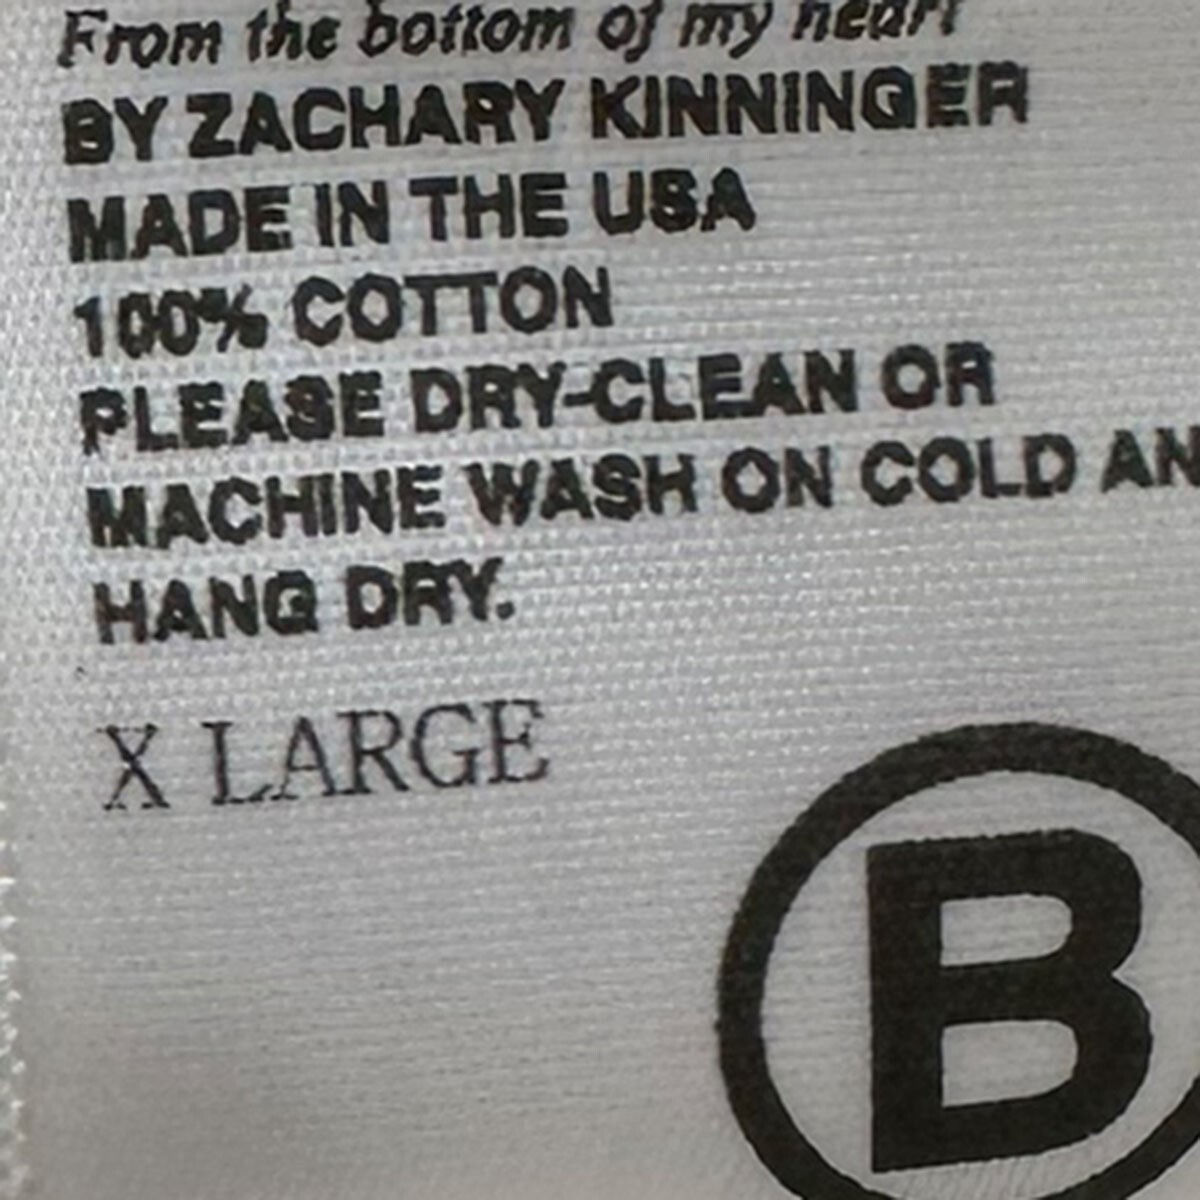 From the bottom of my heart
BY ZACHARY KINNINGER
MADE IN THE USA
100% COTTON
PLEASE DRY-CLEAN OR
MACHINE WASH ON COLD AN
HANG DRY.
X LARGE
B